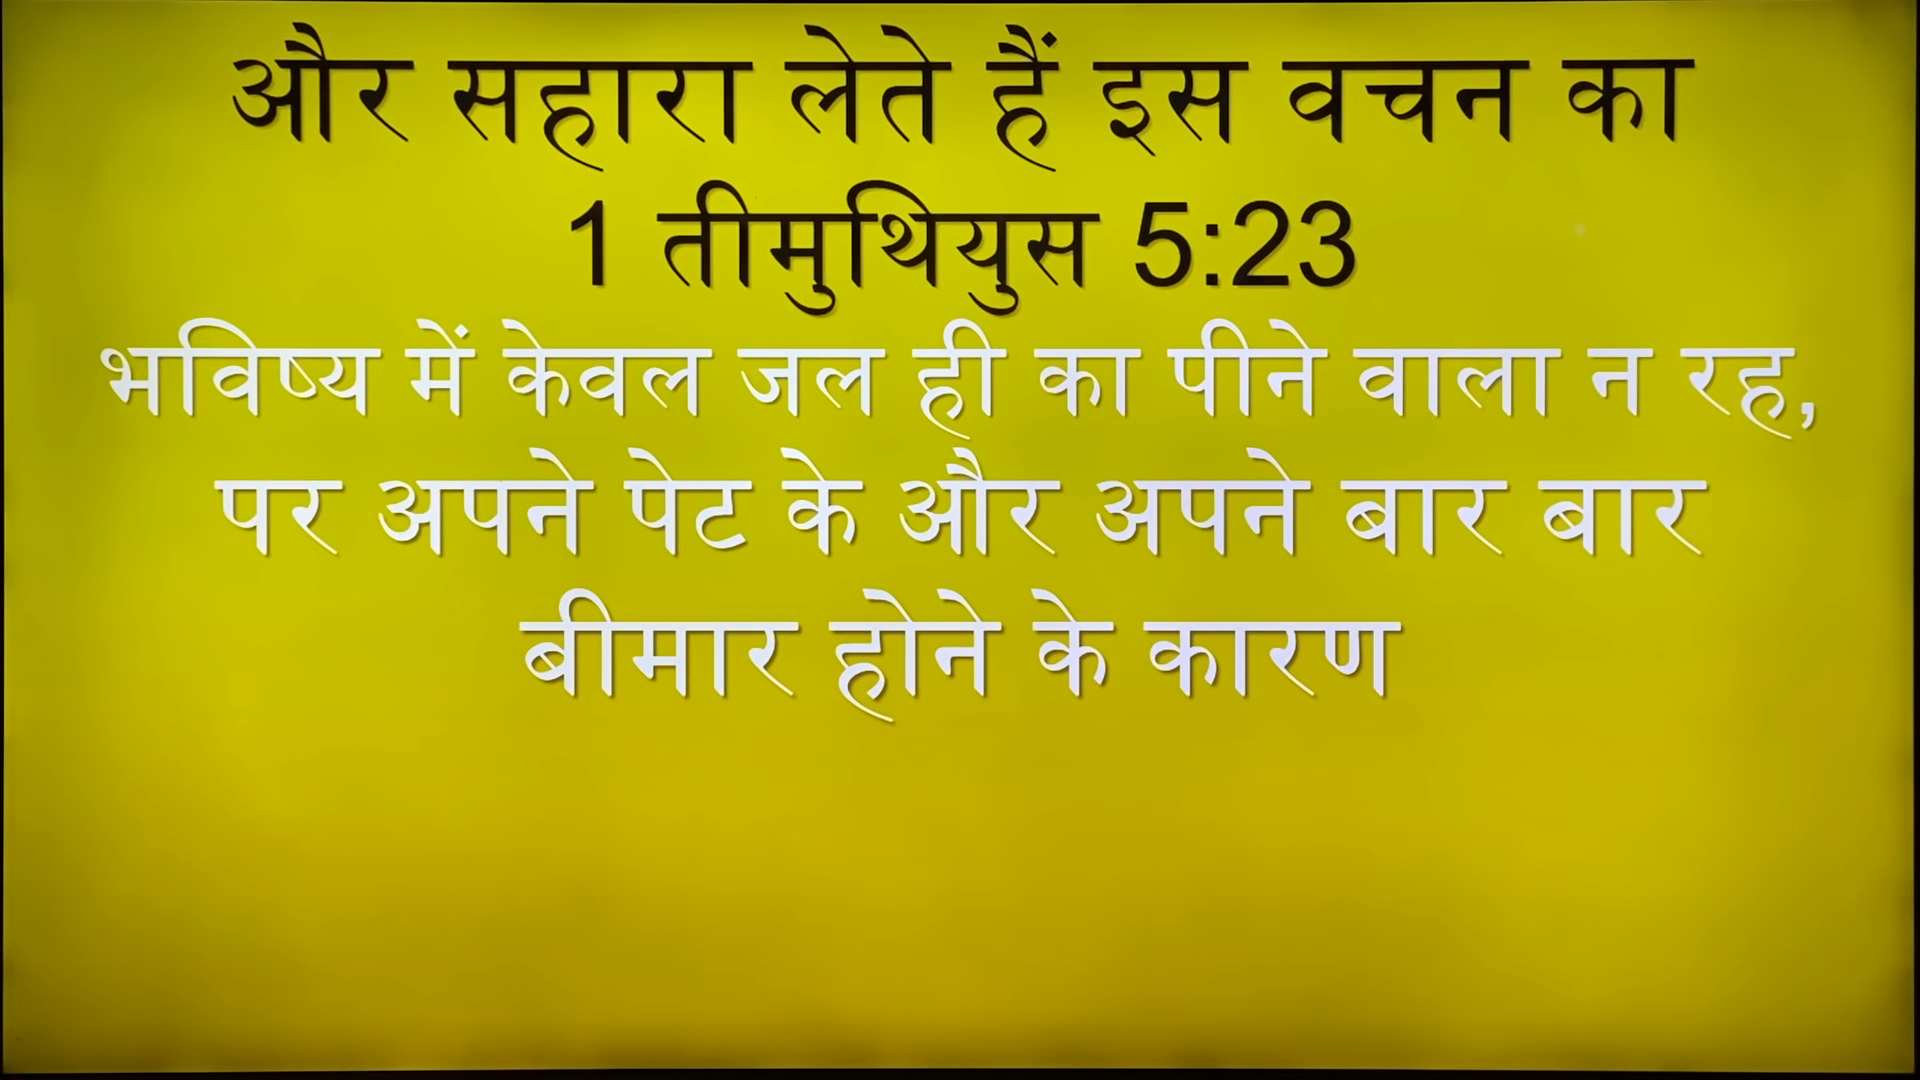 और सहारा लेते हैं इस वचन का
1 तीमुथियुस 5:23
भविष्य में केवल जल ही का पीने वाला न रह,
पर अपने पेट के और अपने बार बार
बीमार होने के कारण